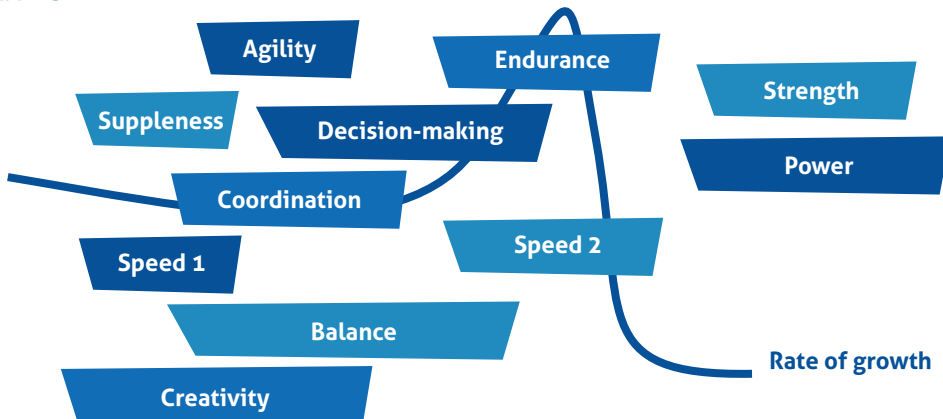 Agility
Endurance
Strength
Suppleness
Decision-making
Power
Coordination
Speed 1
Speed 2
Balance
Rate of growth
Creativity